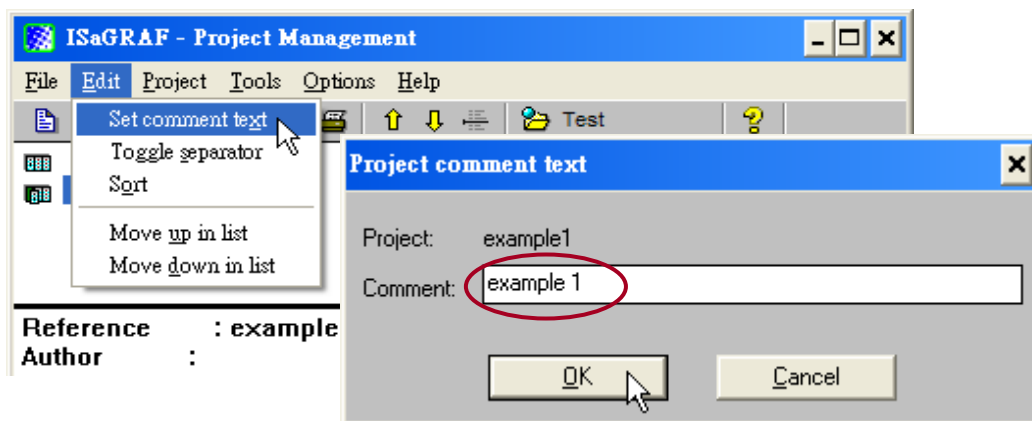 ISaGRAF - Project Management
File Edit Project Tools Options Help
Test
Set comment text
Toggle separator
Sort
Move up in list
Move down in list
Reference : example
Author :
Project comment text
Project: example1
Comment: example 1
OK Cancel